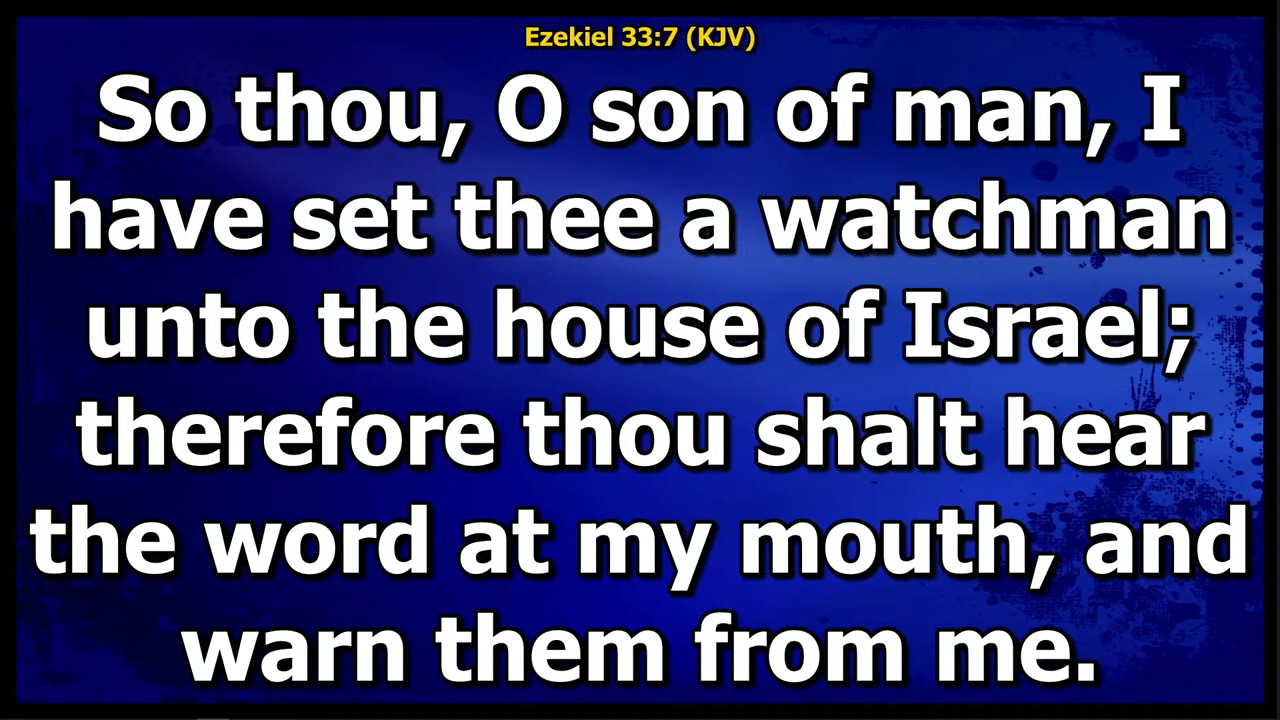 Ezekiel 33:7 (KJV)
So thou, O son of man, I
have set thee a watchman
unto the house of Israel;
therefore thou shalt hear
the word at my mouth, and
warn them from me.